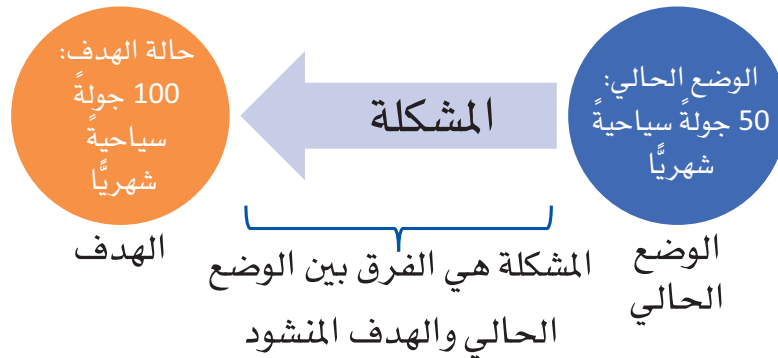 الوضع الحالي:
50 جولةً سياحيةً
شهريًّا
المشكلة
حالة الهدف:
100 جولةً
سياحيةً
شهريًّا
الوضع
الحالي
المشكلة هي الفرق بين الوضع
الحالي والهدف المنشود
الهدف